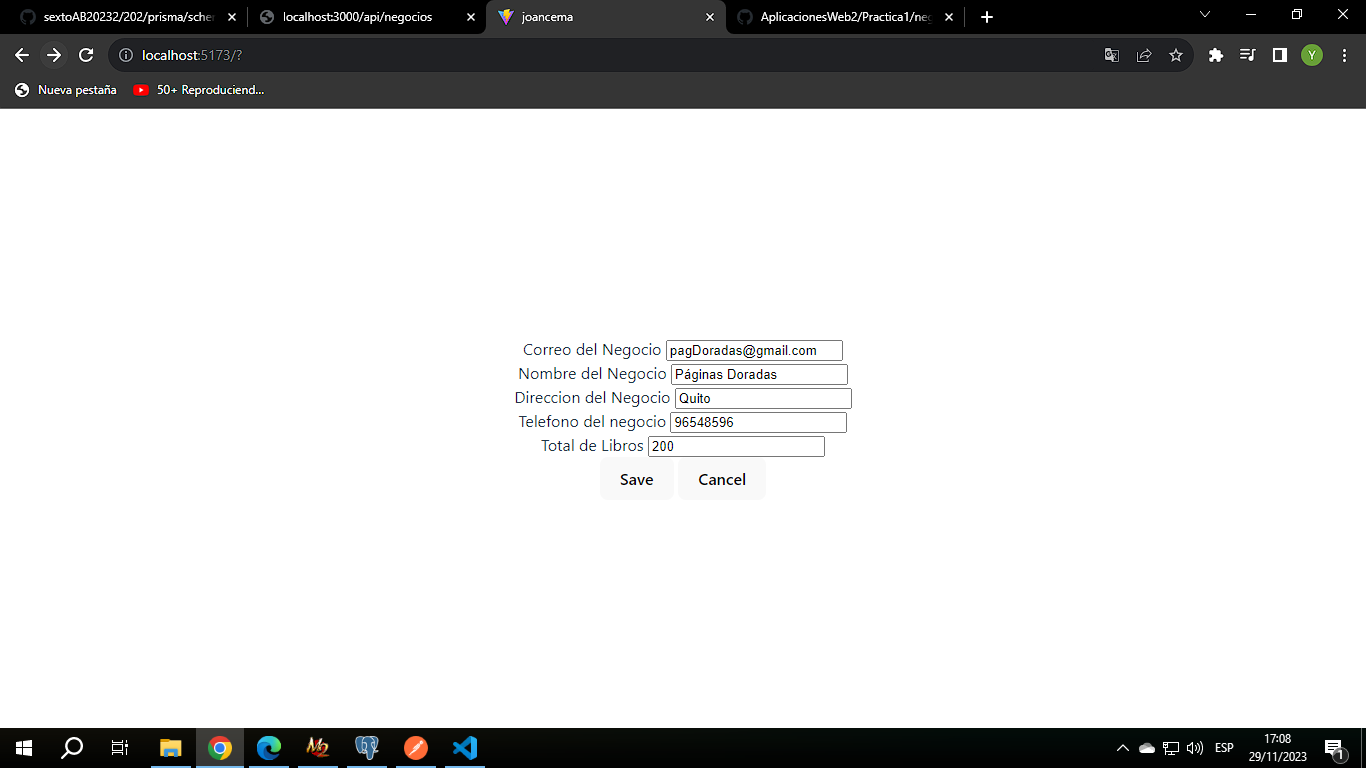 sextoAB20232/202/prisma/sche
localhost:3000/api/negocios
joancema
AplicacionesWeb2/Practica1/neg
localhost:5173/?
Y
Nueva pestaña
50+ Reproduciend...
Correo del Negocio pagDoradas@gmail.com
Nombre del Negocio Páginas Doradas
Direccion del Negocio Quito
Telefono del negocio 96548596
Total de Libros 200
Save Cancel
ESP
17:08
29/11/2023
1